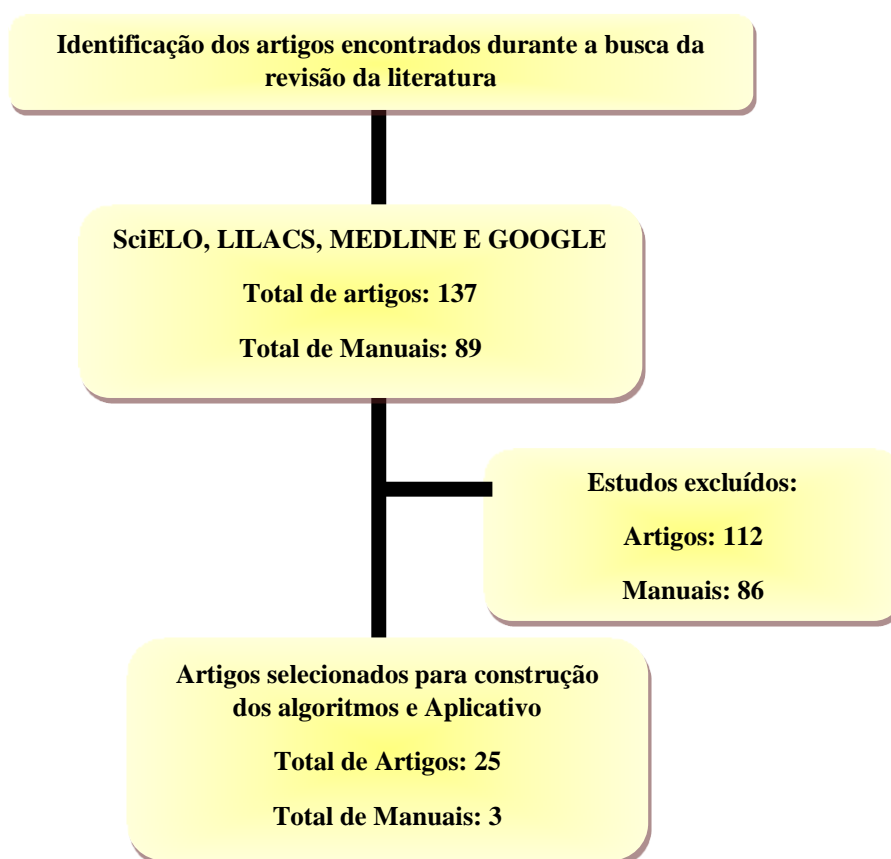 Identificação dos artigos encontrados durante a busca da
revisão da literatura
SciELO, LILACS, MEDLINE E GOOGLE
Total de artigos: 137
Total de Manuais: 89
Estudos excluídos:
Artigos: 112
Manuais: 86
Artigos selecionados para construção
dos algoritmos e Aplicativo
Total de Artigos: 25
Total de Manuais: 3